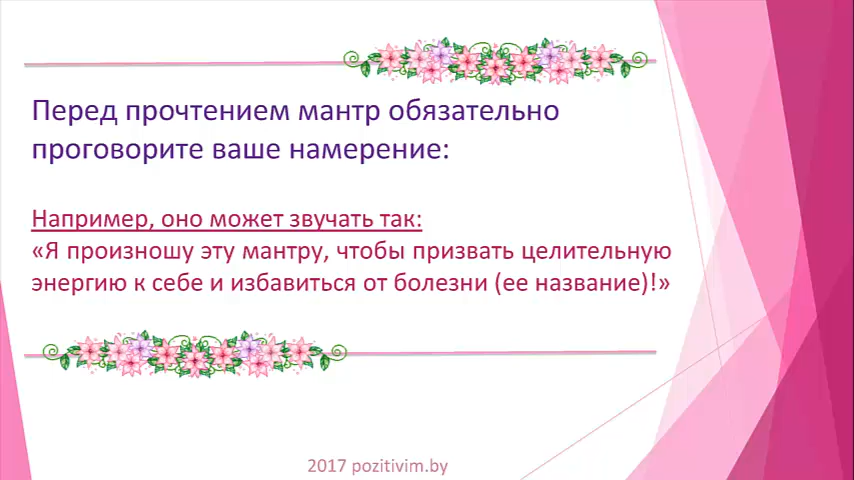 Перед прочтением мантр обязательно
проговорите ваше намерение:
Например, оно может звучать так:
«Я произношу эту мантру, чтобы призвать целительную
энергию к себе и избавиться от болезни (ее название)!»
2017 pozitivim.by